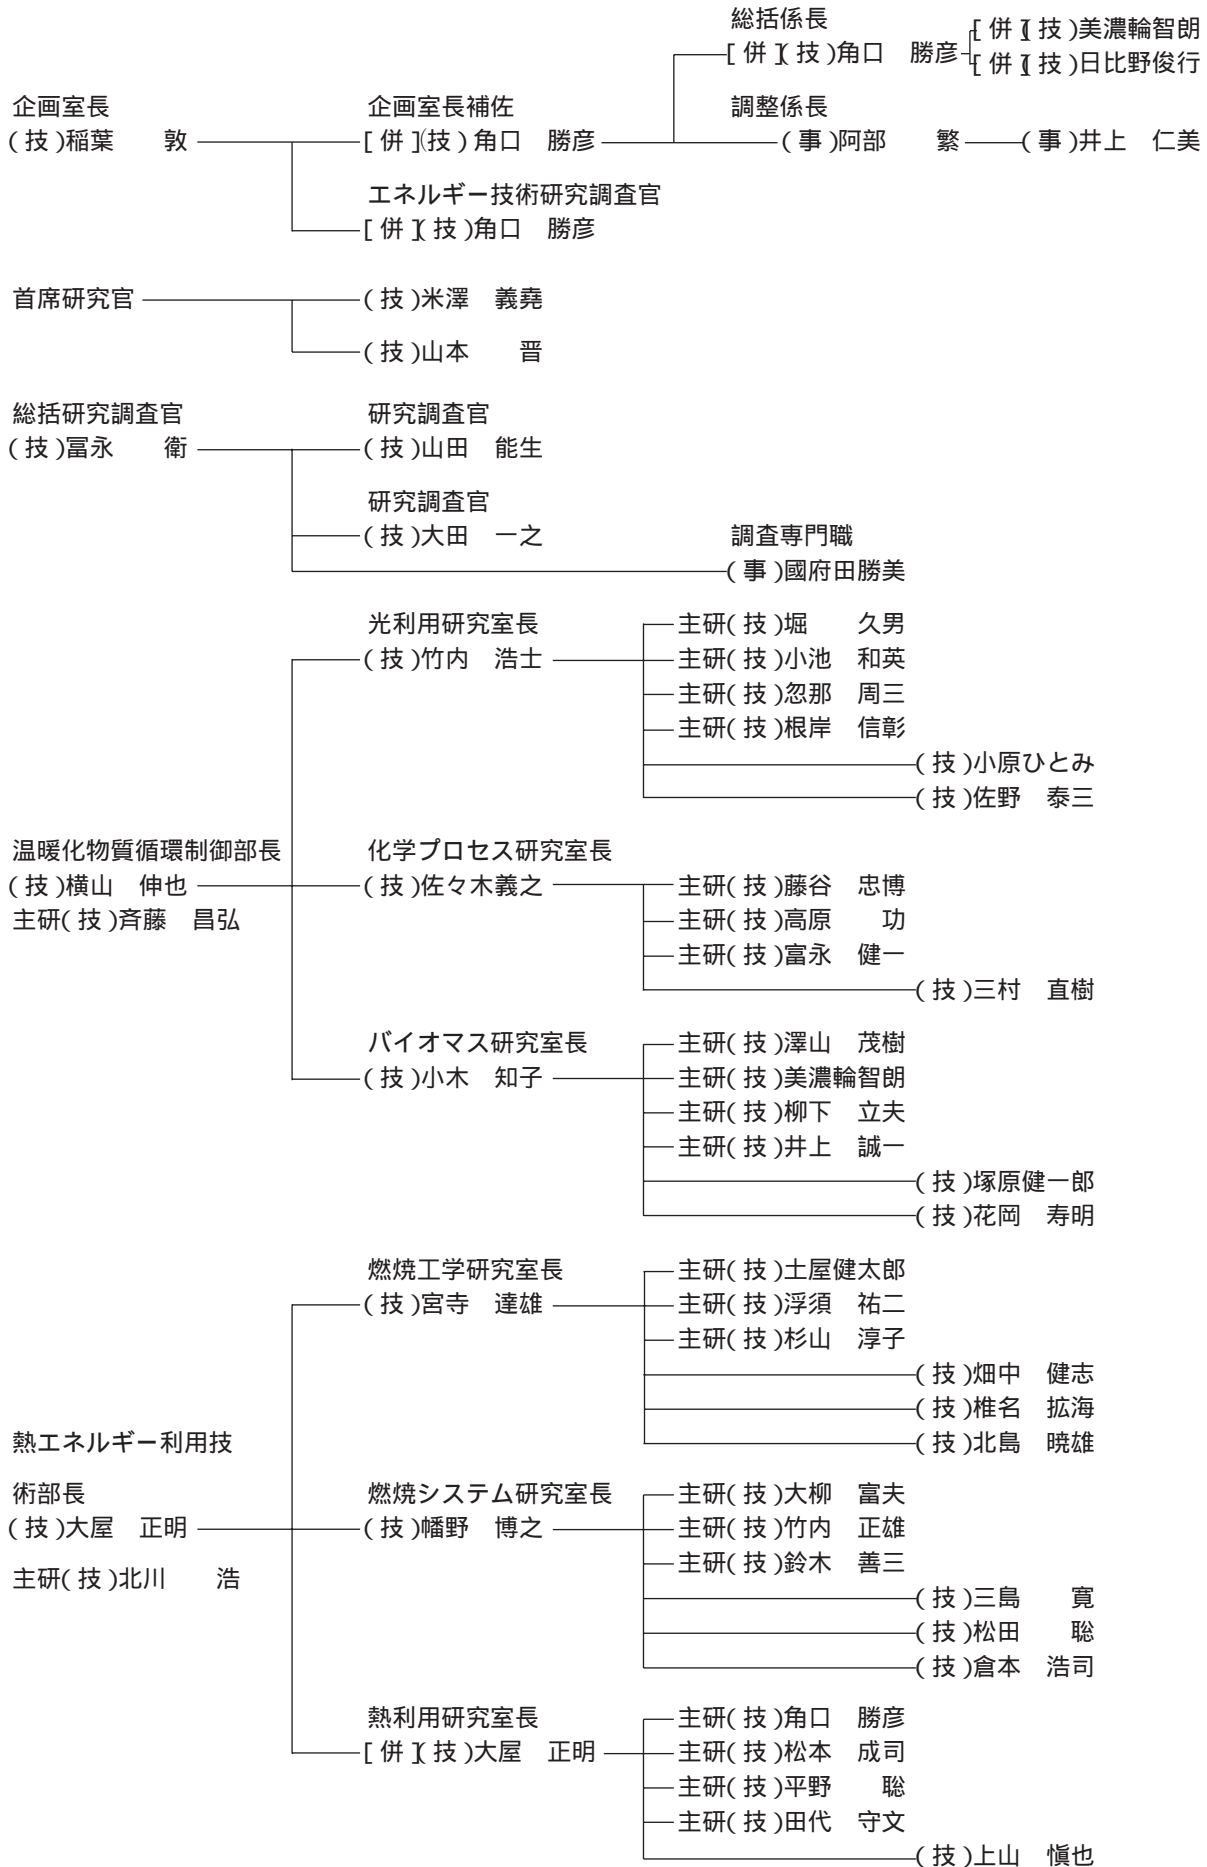 総括係長
[併](技)角口　勝彦
[併](技)美濃輪智朗
[併](技)日比野俊行
企画室長
(技)稲葉　　敦
企画室長補佐
[併](技)角口　勝彦
調整係長
(事)阿部　　繁
(事)井上　仁美
エネルギー技術研究調査官
[併](技)角口　勝彦
首席研究官
(技)米澤　義堯
(技)山本　　晋
総括研究調査官
(技)冨永　　衛
研究調査官
(技)山田　能生
研究調査官
(技)大田　一之
調査専門職
(事)國府田勝美
光利用研究室長
(技)竹内　浩士
主研(技)堀　　久男
主研(技)小池　和英
主研(技)忽那　周三
主研(技)根岸　信彰
(技)小原ひとみ
(技)佐野　泰三
温暖化物質循環制御部長
(技)横山　伸也
主研(技)斉藤　昌弘
化学プロセス研究室長
(技)佐々木義之
主研(技)藤谷　忠博
主研(技)高原　　功
主研(技)富永　健一
(技)三村　直樹
バイオマス研究室長
(技)小木　知子
主研(技)澤山　茂樹
主研(技)美濃輪智朗
主研(技)柳下　立夫
主研(技)井上　誠一
(技)塚原健一郎
(技)花岡　寿明
燃焼工学研究室長
(技)宮寺　達雄
主研(技)土屋健太郎
主研(技)浮須　祐二
主研(技)杉山　淳子
(技)畑中　健志
(技)椎名　拡海
(技)北島　暁雄
熱エネルギー利用技
術部長
(技)大屋　正明
主研(技)北川　　浩
燃焼システム研究室長
(技)幡野　博之
主研(技)大柳　富夫
主研(技)竹内　正雄
主研(技)鈴木　善三
(技)三島　　寛
(技)松田　　聡
(技)倉本　浩司
熱利用研究室長
[併](技)大屋　正明
主研(技)角口　勝彦
主研(技)松本　成司
主研(技)平野　　聡
主研(技)田代　守文
(技)上山　愼也